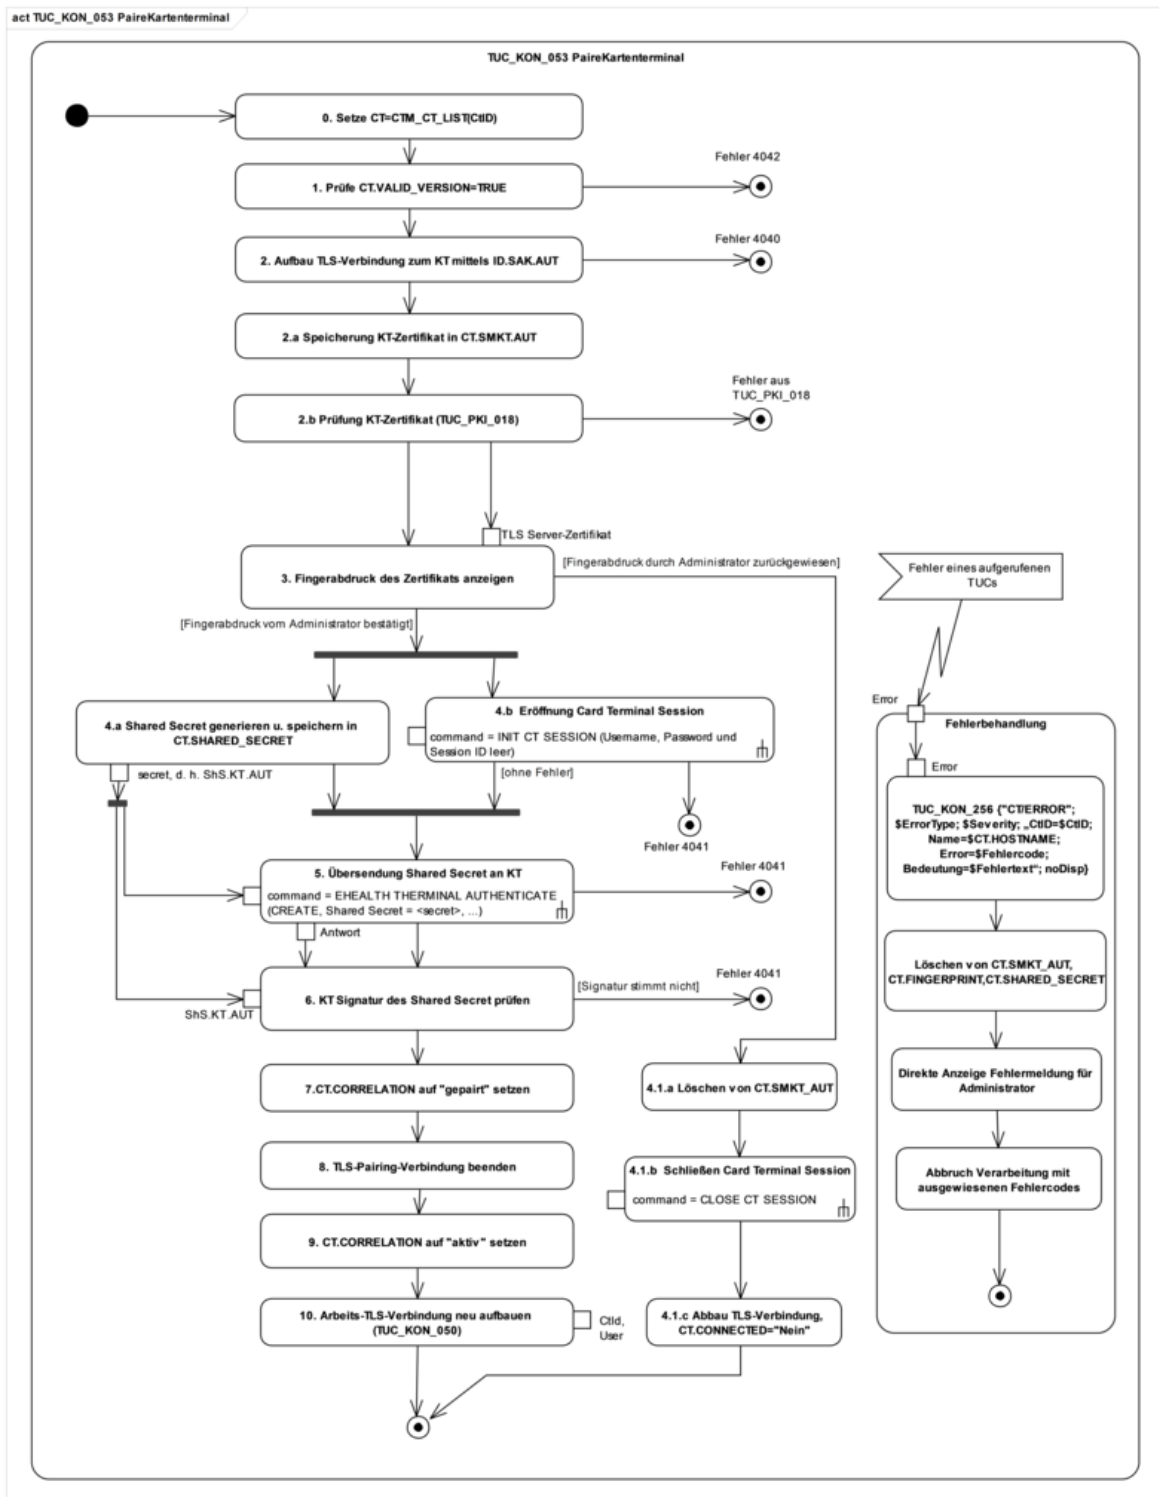 act TUC_KON_053 PaireKartenterminal
TUC_KON_053 PaireKartenterminal
0. Setze CT=CTM_CT_LIST(CtID)
Fehler 4042
1. Prüfe CT.VALID_VERSION=TRUE
Fehler 4040
2. Aufbau TLS-Verbindung zum KT mittels ID.SAK.AUT
2.a Speicherung KT-Zertifikat in CT.SMKT.AUT
Fehler aus
TUC_PKI_018
2.b Prüfung KT-Zertifikat (TUC_PKI_018)
TLS Server-Zertifikat
3. Fingerabdruck des Zertifikats anzeigen
[Fingerabdruck durch Administrator zurückgewiesen]
[Fingerabdruck vom Administrator bestätigt]
4.a Shared Secret generieren u. speichern in
CT.SHARED_SECRET
secret, d. h. ShS.KT.AUT
4.b Eröffnung Card Terminal Session
command = INIT CT SESSION (Username, Password und
Session ID leer)
[ohne Fehler]
Fehler 4041
5. Übersendung Shared Secret an KT
command = EHEALTH THERMINAL AUTHENTICATE
(CREATE, Shared Secret = <secret>, ...)
Fehler 4041
Antwort
6. KT Signatur des Shared Secret prüfen
ShS.KT.AUT
[Signatur stimmt nicht]
Fehler 4041
7.CT.CORRELATION auf "gepairt" setzen
8. TLS-Pairing-Verbindung beenden
9. CT.CORRELATION auf "aktiv" setzen
10. Arbeits-TLS-Verbindung neu aufbauen
(TUC_KON_050)
CtId,
User
4.1.a Löschen von CT.SMKT_AUT
4.1.b Schließen Card Terminal Session
command = CLOSE CT SESSION
4.1.c Abbau TLS-Verbindung,
CT.CONNECTED="Nein"
Fehler eines aufgerufenen
TUCs
Error
Fehlerbehandlung
Error
TUC_KON_256 {"CT/ERROR";
$ErrorType; $Severity; „CtID=$CtID;
Name=$CT.HOSTNAME;
Error=$Fehlercode;
Bedeutung=$Fehlertext“; noDisp}
Löschen von CT.SMKT_AUT,
CT.FINGERPRINT,CT.SHARED_SECRET
Direkte Anzeige Fehlermeldung für
Administrator
Abbruch Verarbeitung mit
ausgewiesenen Fehlercodes